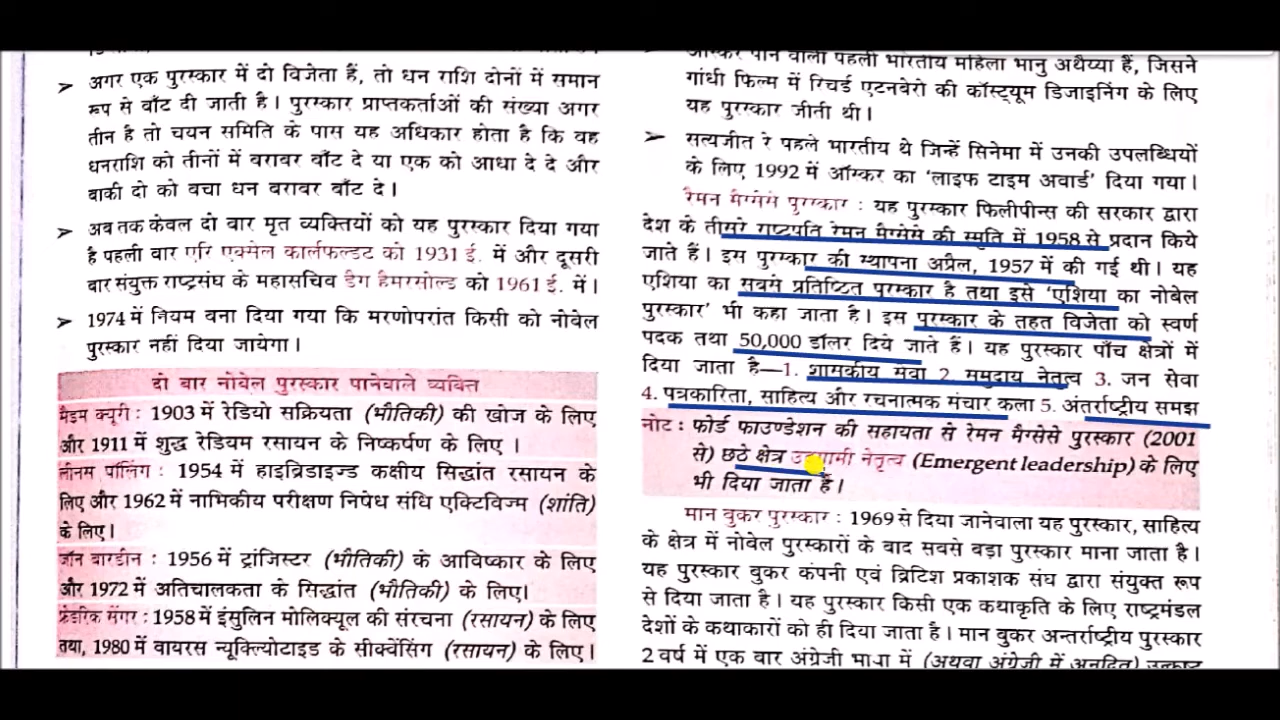 ➤ अगर एक पुरस्कार में दो विजेता हैं, तो धन राशि दोनों में समान
रूप से बाँट दी जाती है। पुरस्कार प्राप्तकर्ताओं की संख्या अगर
तीन है तो चयन समिति के पास यह अधिकार होता है कि वह
धनराशि को तीनों में बराबर बाँट दे या एक को आधा दे दे और
बाकी दो को बचा धन बराबर बाँट दे।
➤ अब तक केवल दो बार मृत व्यक्तियों को यह पुरस्कार दिया गया
है पहली बार एरि एक्मेल कार्लफल्डट को 1931 ई. में और दूसरी
बार संयुक्त राष्ट्रसंघ के महासचिव डैग हैमरसोल्ड को 1961 ई. में।
➤ 1974 में नियम बना दिया गया कि मरणोपरांत किसी को नोबेल
पुरस्कार नहीं दिया जायेगा।
दो बार नोबेल पुरस्कार पानेवाले व्यक्ति
मैडम क्यूरी : 1903 में रेडियो सक्रियता (भौतिकी) की खोज के लिए
और 1911 में शुद्ध रेडियम रसायन के निष्कर्षण के लिए ।
लीनस पॉलिंग : 1954 में हाइब्रिडाइज्ड कक्षीय सिद्धांत रसायन के
लिए और 1962 में नाभिकीय परीक्षण निषेध संधि एक्टिविज्म (शांति)
के लिए।
जॉन बारडीन : 1956 में ट्रांजिस्टर (भौतिकी) के आविष्कार के लिए
और 1972 में अतिचालकता के सिद्धांत (भौतिकी) के लिए।
फ्रेडरिक सेंगर : 1958 में इंसुलिन मोलिक्यूल की संरचना (रसायन) के लिए
तथा, 1980 में वायरस न्यूक्लियोटाइड के सीक्वेंसिंग (रसायन) के लिए।
ऑस्कर पाने वाली पहली भारतीय महिला भानु अथैय्या हैं, जिसने
गांधी फिल्म में रिचर्ड एटनबेरो की कॉस्ट्यूम डिजाइनिंग के लिए
यह पुरस्कार जीती थी।
➤ सत्यजीत रे पहले भारतीय थे जिन्हें सिनेमा में उनकी उपलब्धियों
के लिए 1992 में ऑस्कर का 'लाइफ टाइम अवार्ड' दिया गया।
रैमन मैग्सेसे पुरस्कार : यह पुरस्कार फिलीपीन्स की सरकार द्वारा
देश के तीसरे राष्ट्रपति रेमन मैग्सेसे की स्मृति में 1958 से प्रदान किये
जाते हैं। इस पुरस्कार की स्थापना अप्रैल, 1957 में की गई थी। यह
एशिया का सबसे प्रतिष्ठित पुरस्कार है तथा इसे 'एशिया का नोबेल
पुरस्कार' भी कहा जाता है। इस पुरस्कार के तहत विजेता को स्वर्ण
पदक तथा 50,000 डॉलर दिये जाते हैं। यह पुरस्कार पाँच क्षेत्रों में
दिया जाता है—1. शासकीय सेवा 2. समुदाय नेतृत्व 3. जन सेवा
4. पत्रकारिता, साहित्य और रचनात्मक संचार कला 5. अंतर्राष्ट्रीय समझ
नोट : फोर्ड फाउण्डेशन की सहायता से रेमन मैग्सेसे पुरस्कार (2001
से) छठे क्षेत्र नेतृत्व (Emergent leadership) के लिए
भी दिया जाता है।
मान बुकर पुरस्कार : 1969 से दिया जानेवाला यह पुरस्कार, साहित्य
के क्षेत्र में नोबेल पुरस्कारों के बाद सबसे बड़ा पुरस्कार माना जाता है।
यह पुरस्कार बुकर कंपनी एवं ब्रिटिश प्रकाशक संघ द्वारा संयुक्त रूप
से दिया जाता है। यह पुरस्कार किसी एक कथाकृति के लिए राष्ट्रमंडल
देशों के कथाकारों को ही दिया जाता है। मान बुकर अन्तर्राष्ट्रीय पुरस्कार
2 वर्ष में एक बार अंग्रेजी भाषा में (अथवा अंग्रेजी में अनूदित) उत्कृष्ट